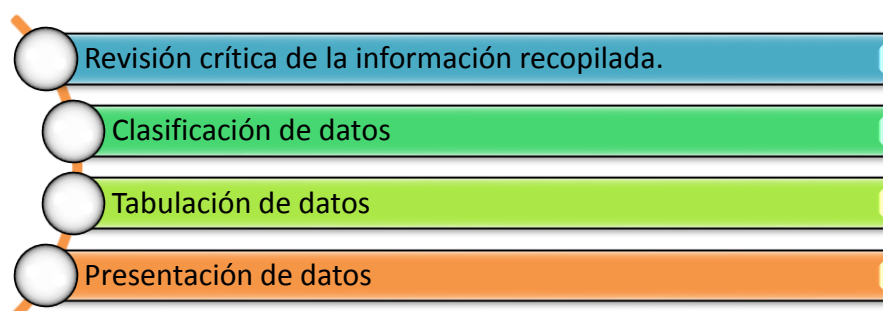 Revisión crítica de la información recopilada.
Clasificación de datos
Tabulación de datos
Presentación de datos